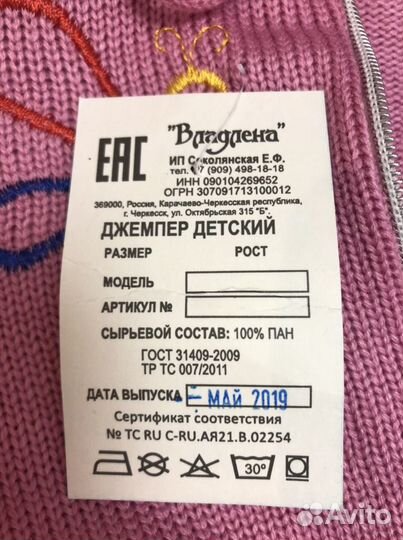 EAC
"Владлена"
ИП Соколянская Е.Ф.
тел. +7 (909) 498-18-18
ИНН 090104269652
ОГРН 307091713100012
369000, Россия, Карачаево-Черкесская республика,
г. Черкесск, ул. Октябрьская 315 "Б".
ДЖЕМПЕР ДЕТСКИЙ
РАЗМЕР РОСТ
МОДЕЛЬ
АРТИКУЛ №
СЫРЬЕВОЙ СОСТАВ: 100% ПАН
ГОСТ 31409-2009
ТР ТС 007/2011
ДАТА ВЫПУСКА - МАЙ 2019
Сертификат соответствия
№ ТС RU C-RU.АЯ21.В.02254
30°
Avito